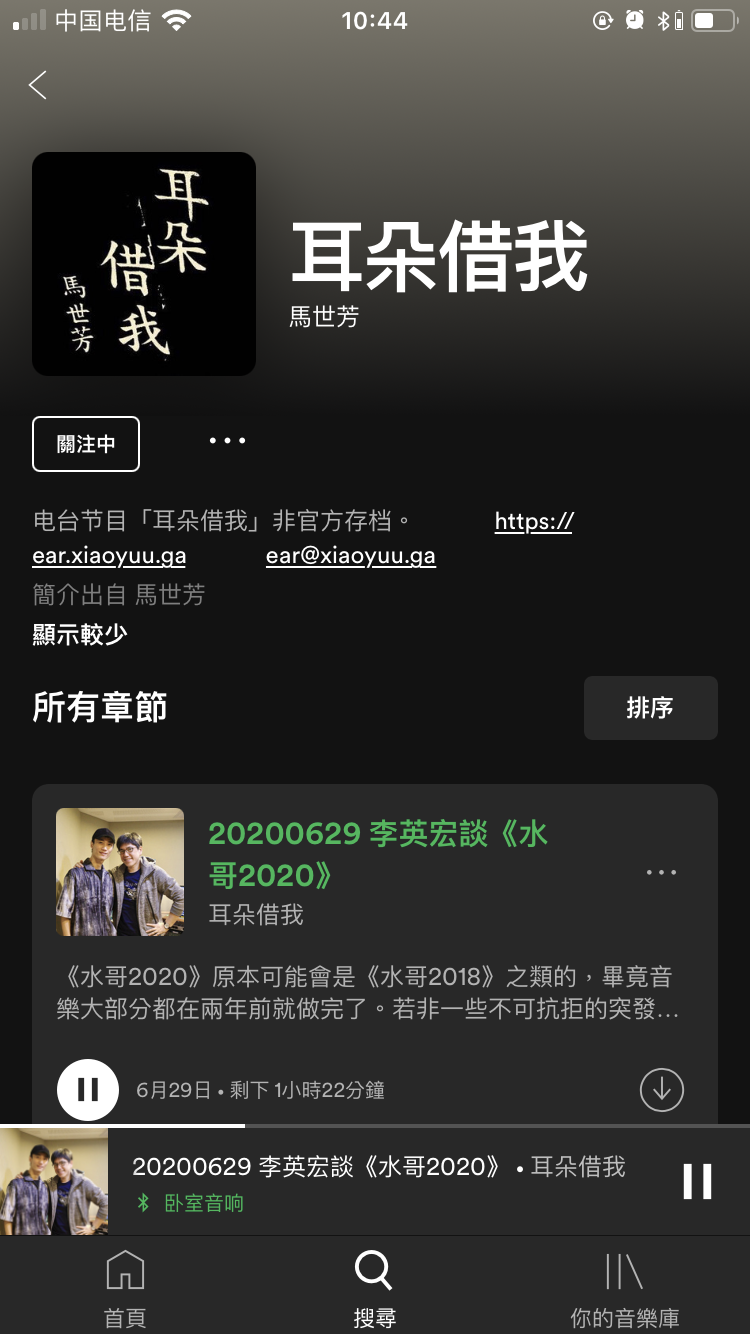 中国电信 10:44
耳朵
借我
馬世芳
耳朵借我
馬世芳
關注中
电台节目「耳朵借我」非官方存档。 https://
ear.xiaoyuu.ga ear@xiaoyuu.ga
簡介出自 馬世芳
顯示較少
所有章節 排序
20200629 李英宏談《水
哥2020》
耳朵借我
《水哥2020》原本可能會是《水哥2018》之類的，畢竟音
樂大部分都在兩年前就做完了。若非一些不可抗拒的突發…
6月29日 • 剩下 1小時22分鐘
20200629 李英宏談《水哥2020》 • 耳朵借我
卧室音响
首頁 搜尋 你的音樂庫